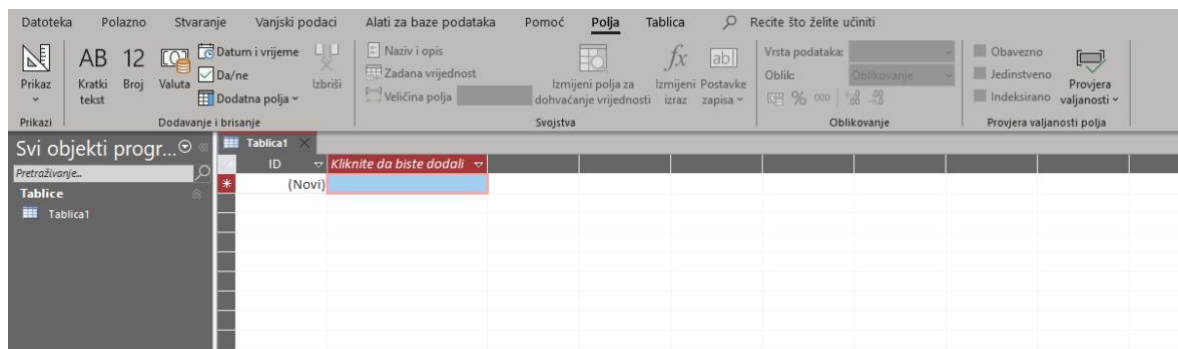 Datoteka Polazno Stvaranje Vanjski podaci Alati za baze podataka Pomoć Polja Tablica Recite što želite učiniti
Prikaz
AB
Kratki tekst
12
Broj
Valuta
Datum i vrijeme
Da/ne
Dodatna polja
Izbriši
Naziv i opis
Zadana vrijednost
Veličina polja
Izmijeni polja za dohvaćanje vrijednosti
fx
Izmijeni izraz
ab
Postavke zapisa
Vrsta podataka:
Oblik: Oblikovanje
% 000
Obavezno
Jedinstveno
Indeksirano
Provjera valjanosti
Prikazi Dodavanje i brisanje Svojstva Oblikovanje Provjera valjanosti polja
Svi objekti progr...
Pretraživanje...
Tablice
Tablica1
Tablica1
ID Kliknite da biste dodali
(Novi)